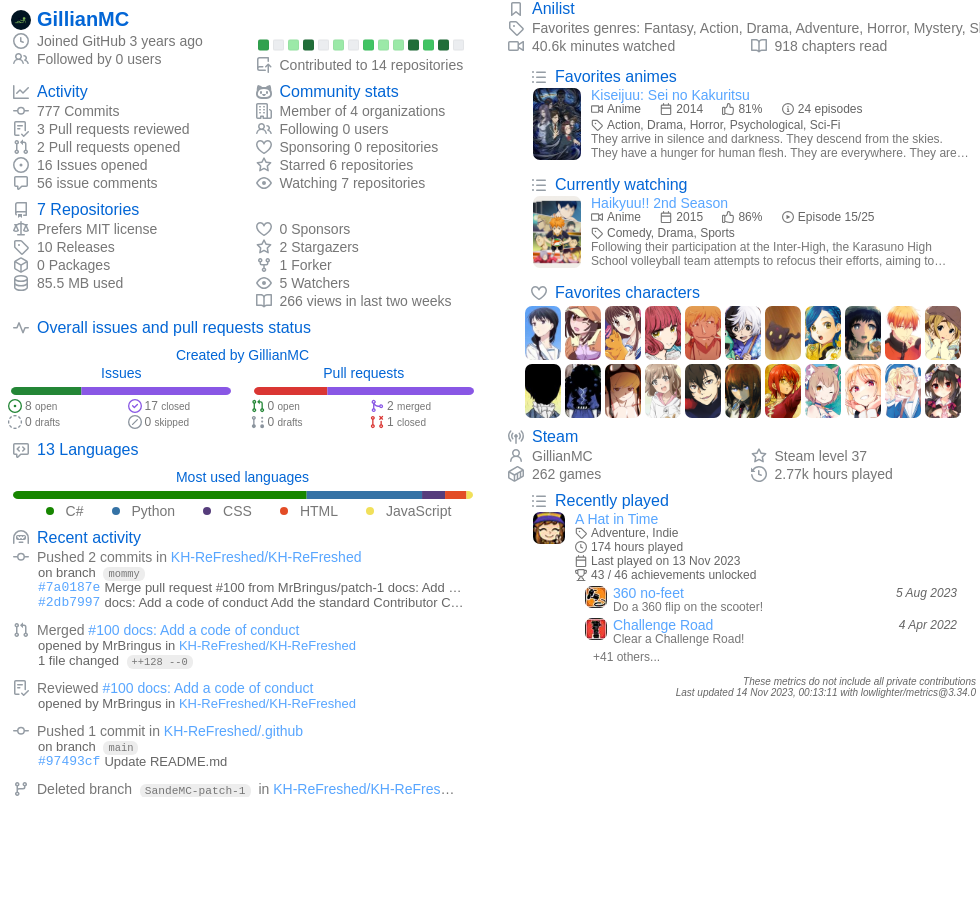 GillianMC
Joined GitHub 3 years ago
Followed by 0 users
Contributed to 14 repositories
Activity
777 Commits
3 Pull requests reviewed
2 Pull requests opened
16 Issues opened
56 issue comments
Community stats
Member of 4 organizations
Following 0 users
Sponsoring 0 repositories
Starred 6 repositories
Watching 7 repositories
7 Repositories
Prefers MIT license
10 Releases
0 Packages
85.5 MB used
0 Sponsors
2 Stargazers
1 Forker
5 Watchers
266 views in last two weeks
Overall issues and pull requests status
Created by GillianMC
Issues
8 open
17 closed
0 drafts
0 skipped
Pull requests
0 open
2 merged
0 drafts
1 closed
13 Languages
Most used languages
C# Python CSS HTML JavaScript
Recent activity
Pushed 2 commits in KH-ReFreshed/KH-ReFreshed
on branch mommy
#7a0187e Merge pull request #100 from MrBringus/patch-1 docs: Add …
#2db7997 docs: Add a code of conduct Add the standard Contributor C…
Merged #100 docs: Add a code of conduct
opened by MrBringus in KH-ReFreshed/KH-ReFreshed
1 file changed ++128 --0
Reviewed #100 docs: Add a code of conduct
opened by MrBringus in KH-ReFreshed/KH-ReFreshed
Pushed 1 commit in KH-ReFreshed/.github
on branch main
#97493cf Update README.md
Deleted branch SandeMC-patch-1 in KH-ReFreshed/KH-ReFres…
Anilist
Favorites genres: Fantasy, Action, Drama, Adventure, Horror, Mystery,
40.6k minutes watched
918 chapters read
Favorites animes
Kiseijuu: Sei no Kakuritsu
Anime 2014 81% 24 episodes
Action, Drama, Horror, Psychological, Sci-Fi
They arrive in silence and darkness. They descend from the skies.
They have a hunger for human flesh. They are everywhere. They are…
Currently watching
Haikyuu!! 2nd Season
Anime 2015 86% Episode 15/25
Comedy, Drama, Sports
Following their participation at the Inter-High, the Karasuno High
School volleyball team attempts to refocus their efforts, aiming to…
Favorites characters
Steam
GillianMC
262 games
Steam level 37
2.77k hours played
Recently played
A Hat in Time
Adventure, Indie
174 hours played
Last played on 13 Nov 2023
43 / 46 achievements unlocked
360 no-feet 5 Aug 2023
Do a 360 flip on the scooter!
Challenge Road 4 Apr 2022
Clear a Challenge Road!
+41 others...
These metrics do not include all private contributions
Last updated 14 Nov 2023, 00:13:11 with lowlighter/metrics@3.34.0